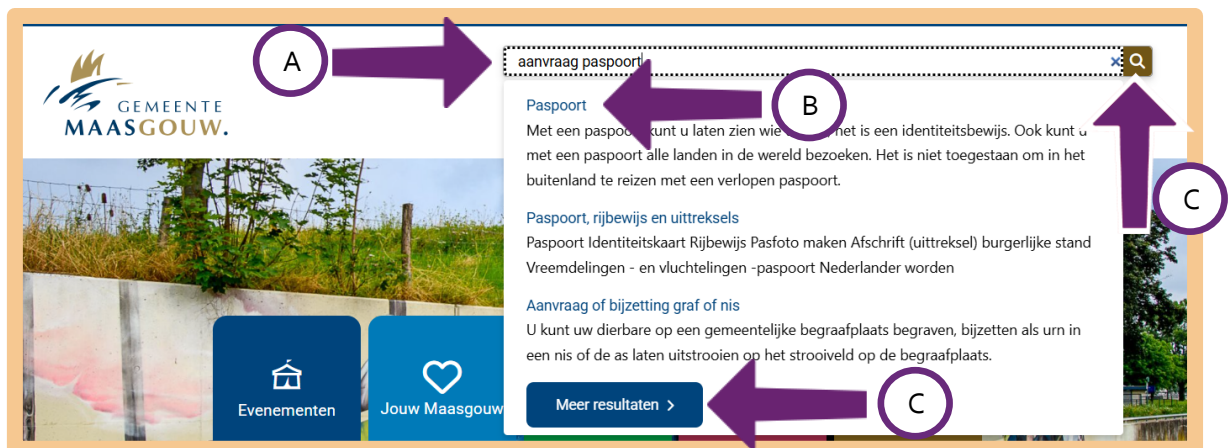 A
aanvraag paspoort
×
GEMEENTE
MAASGOUW.
Paspoort
B
Met een paspoort kunt u laten zien wie het is een identiteitsbewijs. Ook kunt u
met een paspoort alle landen in de wereld bezoeken. Het is niet toegestaan om in het
buitenland te reizen met een verlopen paspoort.
C
Paspoort, rijbewijs en uittreksels
Paspoort Identiteitskaart Rijbewijs Pasfoto maken Afschrift (uittreksel) burgerlijke stand
Vreemdelingen - en vluchtelingen -paspoort Nederlander worden
Aanvraag of bijzetting graf of nis
U kunt uw dierbare op een gemeentelijke begraafplaats begraven, bijzetten als urn in
een nis of de as laten uitstrooien op het strooiveld op de begraafplaats.
Meer resultaten >
C
Evenementen
Jouw Maasgouw